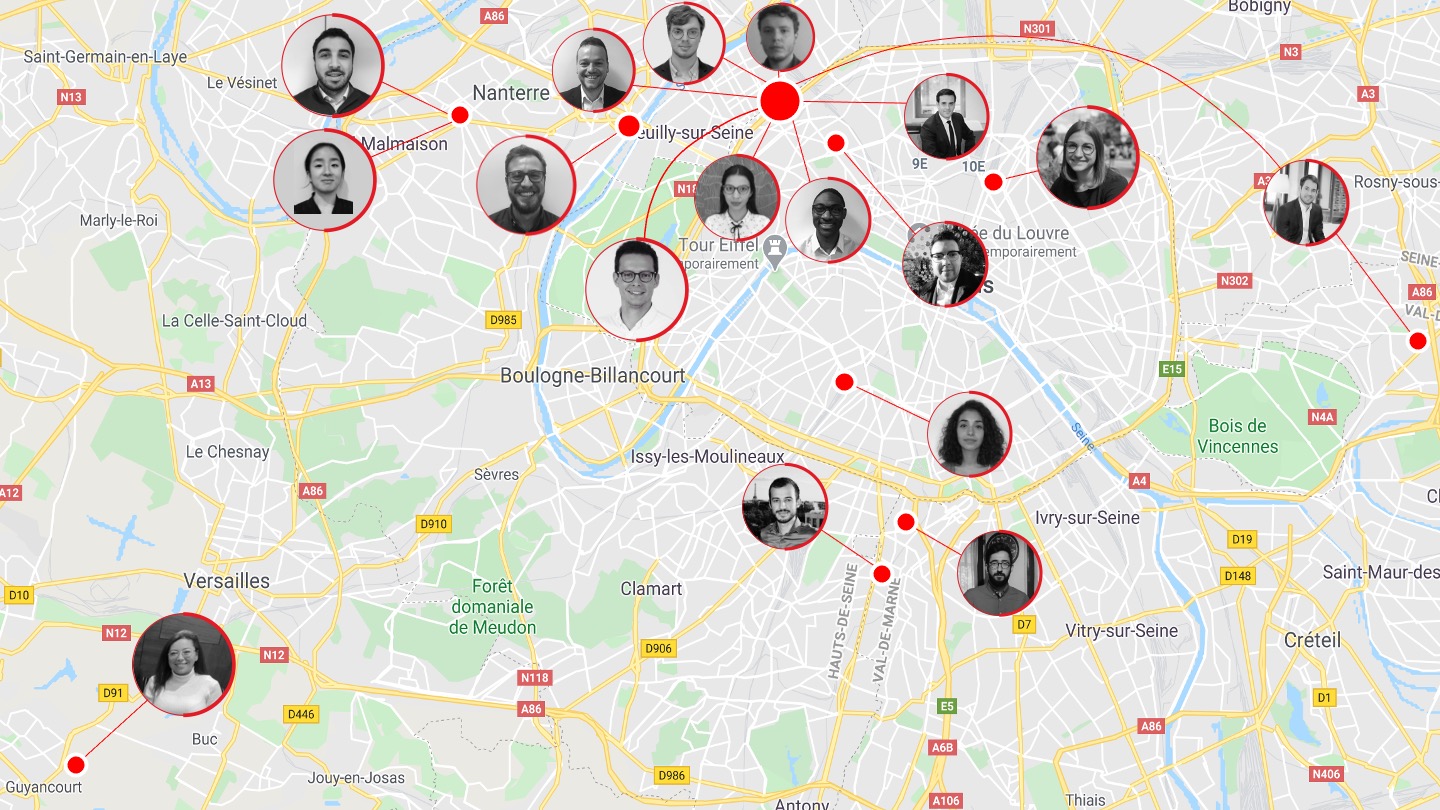 Bobigny
A86
N301
Saint-Germain-en-Laye
N3
Le Vésinet
N13
Nanterre
A3
euilly-sur-Seine
Malmaison
9E
10E
A3
Rosny-sous-
N18
Marly-le-Roi
Tour Eiffel
ée du Louvre
mporairement
emporairement
SEINE-
N302
A86
s
VAL-D
La Celle-Saint-Cloud
D985
E15
Boulogne-Billancourt
A13
N4A
Bois de
Vincennes
Seine
Le Chesnay
Issy-les-Moulineaux
Sèvres
A4
A12
A86
D910
Ivry-sur-Seine
D19
Versailles
Saint-Maur-des
D148
Forêt
domaniale
de Meudon
Clamart
D10
HAUTS-DE-SEINE
VAL-DE-MARNE
D7
N12
Vitry-sur-Seine
Créteil
N12
D906
N118
D91
D1
A86
E5
D446
A86
Buc
A6B
Jouy-en-Josas
D986
N406
Guyancourt
Antony
A106
Thiais